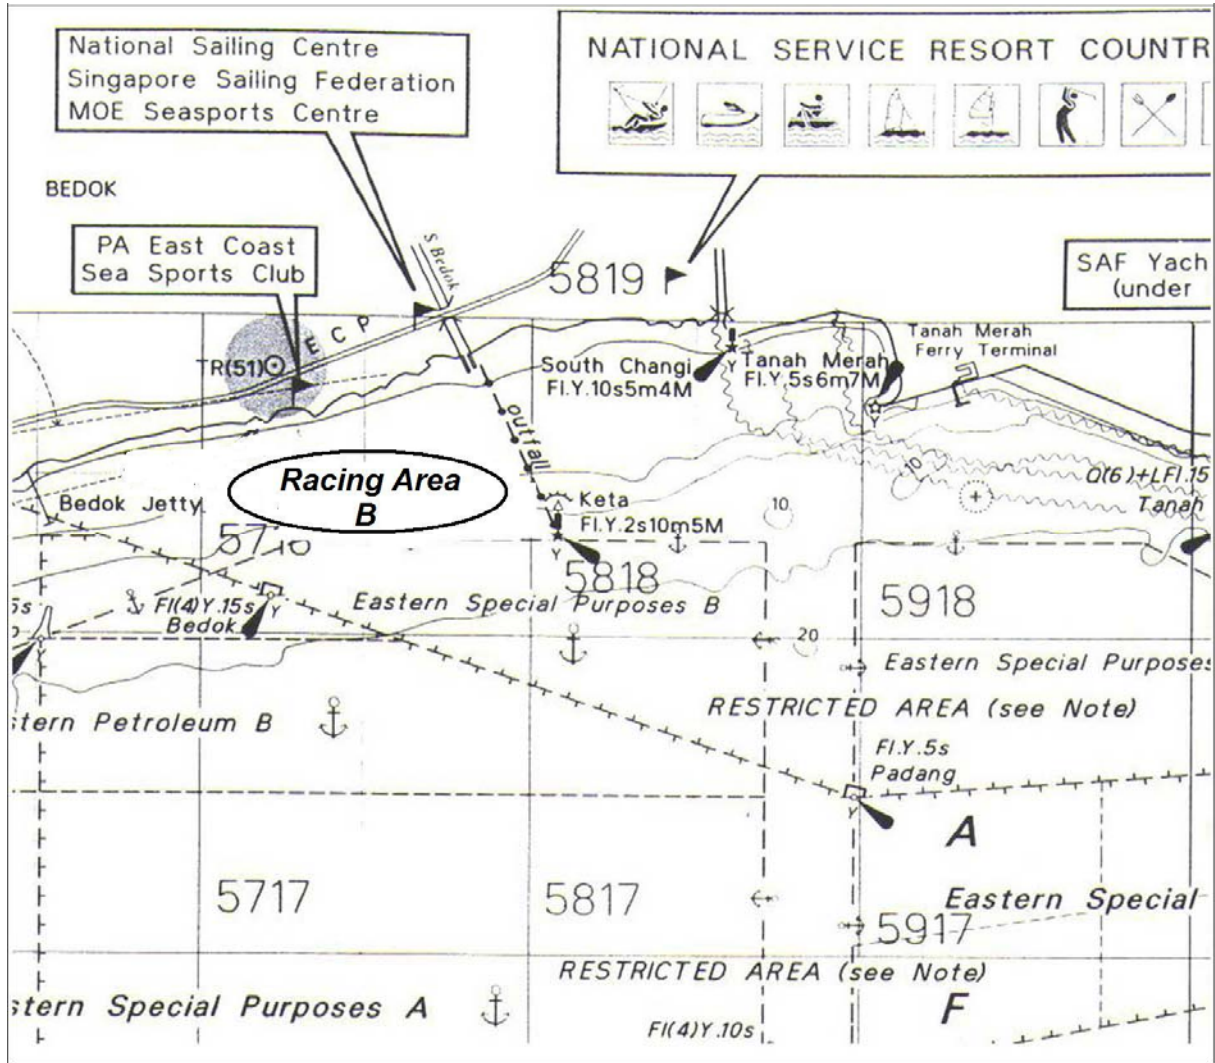 National Sailing Centre
Singapore Sailing Federation
MOE Seasports Centre
NATIONAL SERVICE RESORT COUNTR
BEDOK
PA East Coast
Sea Sports Club
S Bedok
5819
SAF Yach
(under
E C P
TR(51)
Tanah Merah
Ferry Terminal
South Changi
Fl.Y.10s5m4M
Y
Tanah Merah
Fl.Y.5s6m7M
Y
outfall
Racing Area
B
10
Q(6)+LFl.15
Tanah
Bedok Jetty
Keta
Fl.Y.2s10m5M
10
Y
5818
5918
Fl(4)Y.15s
Bedok
Y
Eastern Special Purposes B
20
Eastern Special Purposes
stern Petroleum B
RESTRICTED AREA (see Note)
Fl.Y.5s
Padang
Y
A
5717
5817
Eastern Special
5917
RESTRICTED AREA (see Note)
stern Special Purposes A
F
Fl(4)Y.10s